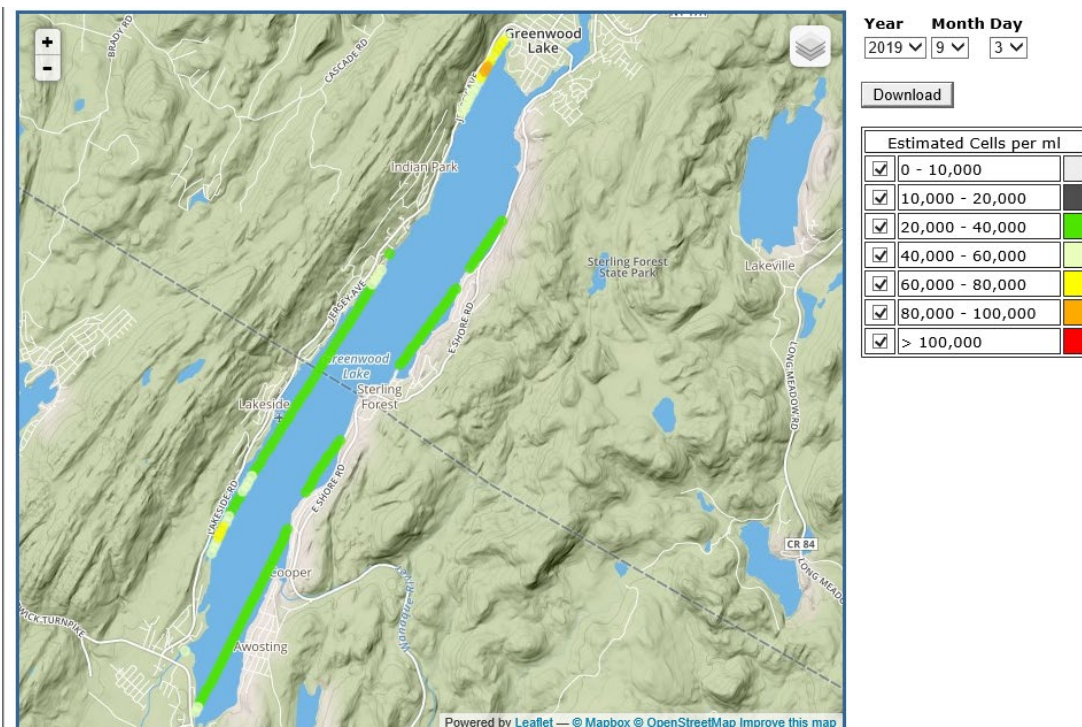 Year Month Day
2019 9 3
Download
Estimated Cells per ml
0 - 10,000
10,000 - 20,000
20,000 - 40,000
40,000 - 60,000
60,000 - 80,000
80,000 - 100,000
> 100,000
+
-
BRADY RD
CASCADE RD
Greenwood
Lake
Indian Park
Sterling Forest
State Park
Lakeville
JERSEY AVE
E SHORE RD
LONG MEADOW RD
Greenwood
Lake
Sterling
Forest
Lakeside
E SHORE RD
LAKESIDE RD
CR 84
Cooper
Wanaque Rv
Awosting
Powered by Leaflet — © Mapbox © OpenStreetMap Improve this map